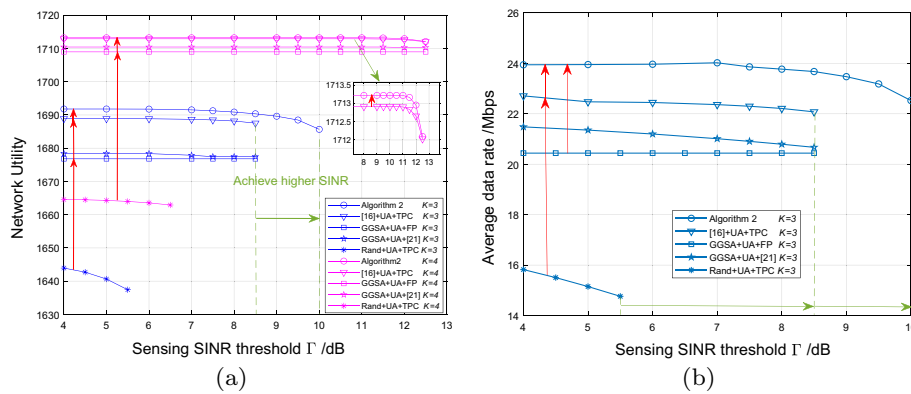 1720
1710
1700
1690
1680
1670
1660
1650
1640
1630
4 5 6 7 8 9 10 11 12 13
Network Utility
Sensing SINR threshold Γ /dB
1713.5
1713
1712.5
1712
8 9 10 11 12 13
Achieve higher SINR
Algorithm 2 K=3
[16]+UA+TPC K=3
GGSA+UA+FP K=3
GGSA+UA+[21] K=3
Rand+UA+TPC K=3
Algorithm2 K=4
[16]+UA+TPC K=4
GGSA+UA+FP K=4
GGSA+UA+[21] K=4
Rand+UA+TPC K=4
(a)
26
24
22
20
18
16
14
4 5 6 7 8 9 10
Average data rate /Mbps
Sensing SINR threshold Γ /dB
Algorithm 2 K=3
[16]+UA+TPC K=3
GGSA+UA+FP K=3
GGSA+UA+[21] K=3
Rand+UA+TPC K=3
(b)